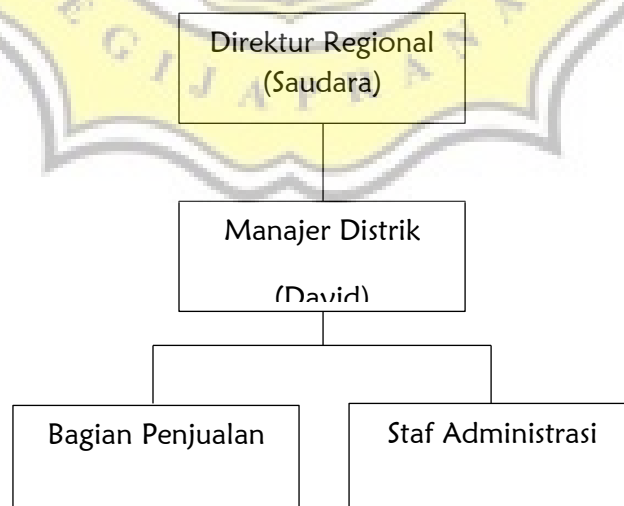 Direktur Regional
(Saudara)
Manajer Distrik
(David)
Bagian Penjualan
Staf Administrasi